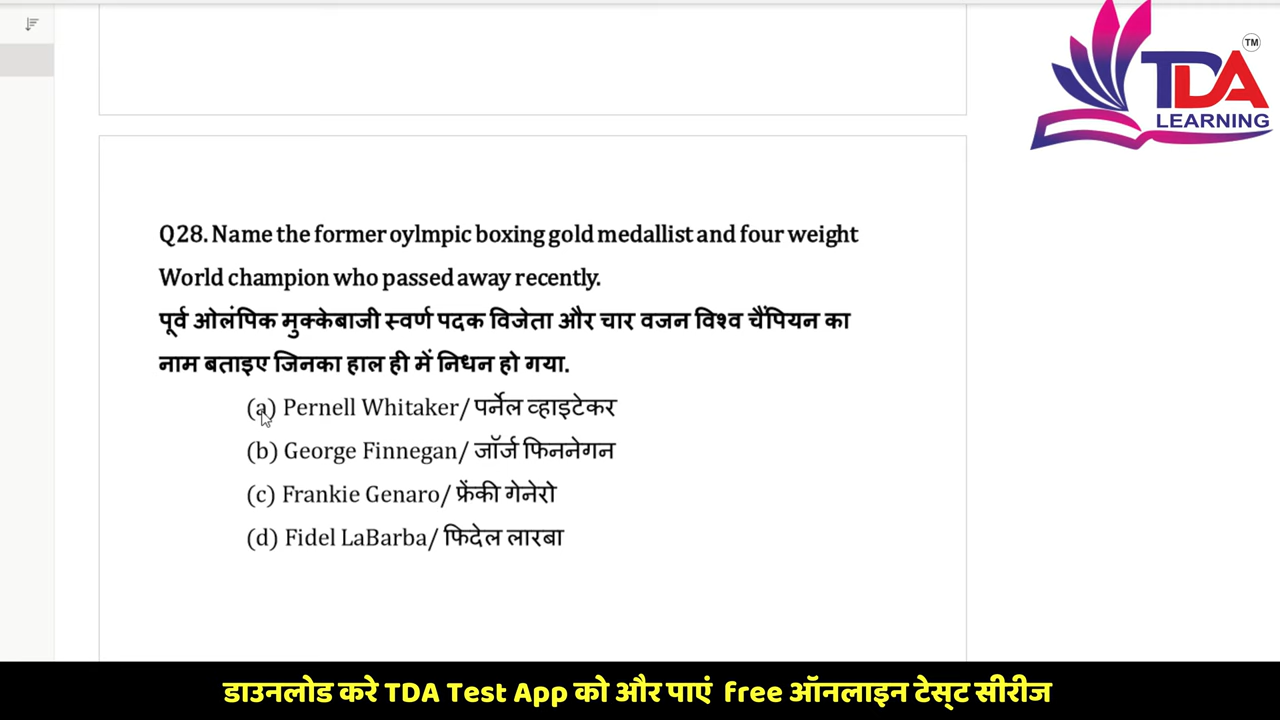 TM
TDA
LEARNING
Q28. Name the former oylmpic boxing gold medallist and four weight
World champion who passed away recently.
पूर्व ओलंपिक मुक्केबाजी स्वर्ण पदक विजेता और चार वजन विश्व चैंपियन का
नाम बताइए जिनका हाल ही में निधन हो गया.
(a) Pernell Whitaker/ पर्नेल व्हाइटेकर
(b) George Finnegan/ जॉर्ज फिननेगन
(c) Frankie Genaro/ फ्रेंकी गेनेरो
(d) Fidel LaBarba/ फिदेल लारबा
डाउनलोड करे TDA Test App को और पाएं free ऑनलाइन टेस्ट सीरीज